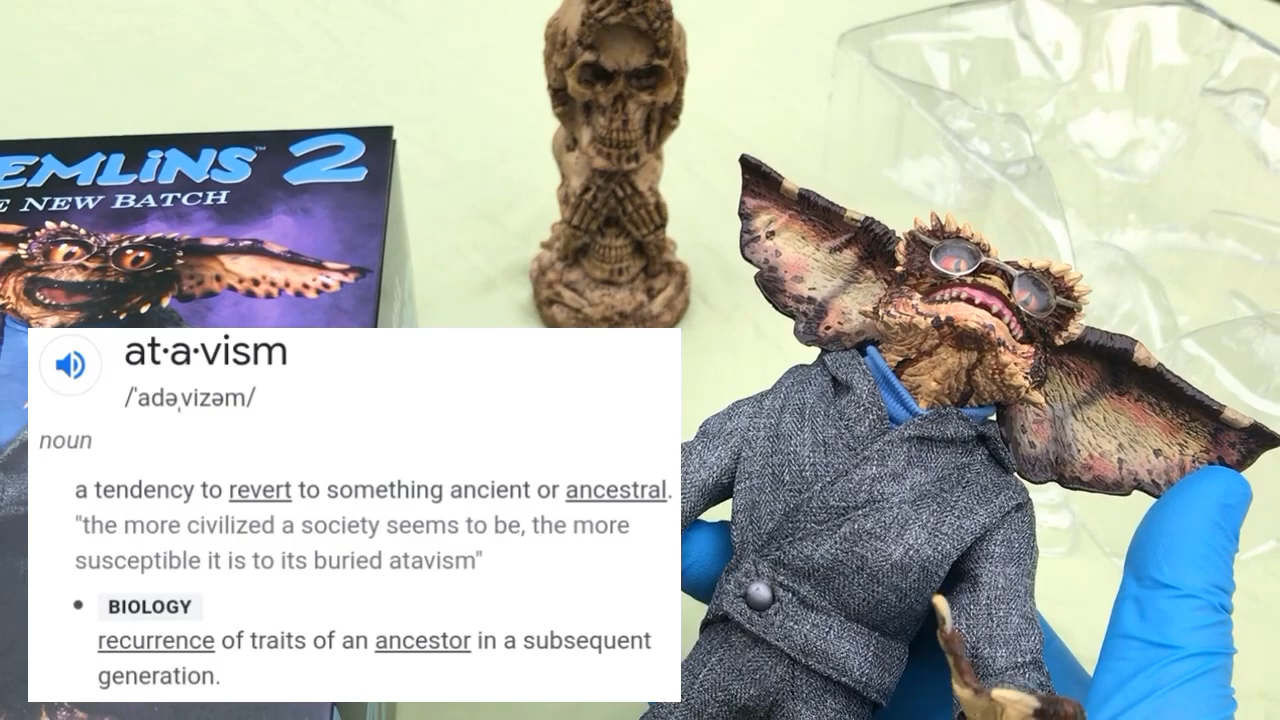 EMLINS 2
™
E NEW BATCH
at·a·vism
/ˈadəˌvizəm/
noun
a tendency to revert to something ancient or ancestral.
"the more civilized a society seems to be, the more
susceptible it is to its buried atavism"
• BIOLOGY
recurrence of traits of an ancestor in a subsequent
generation.